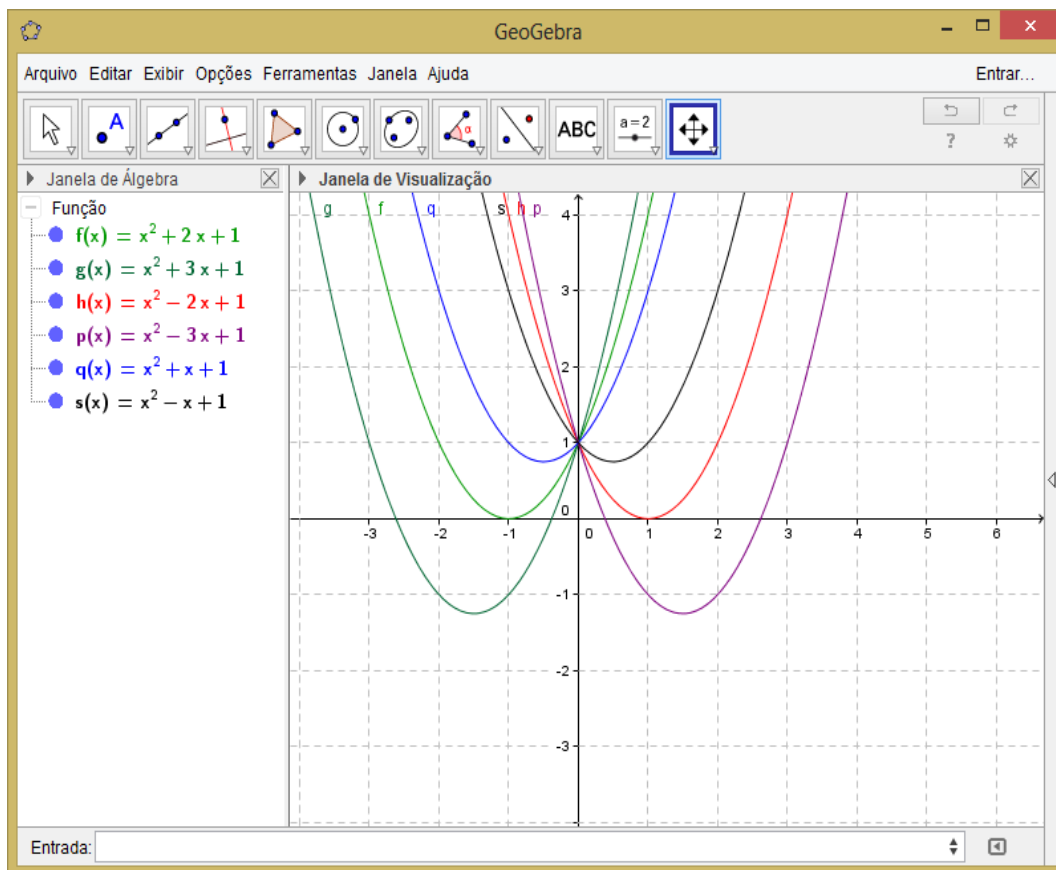 GeoGebra
Arquivo Editar Exibir Opções Ferramentas Janela Ajuda Entrar...
A α ABC a=2 ?
Janela de Álgebra
Função
f(x) = x² + 2 x + 1
g(x) = x² + 3 x + 1
h(x) = x² − 2 x + 1
p(x) = x² − 3 x + 1
q(x) = x² + x + 1
s(x) = x² − x + 1
Janela de Visualização
g f q s h p 4
3
2
1
0
-3 -2 -1 0 1 2 3 4 5 6
-1
-2
-3
Entrada: